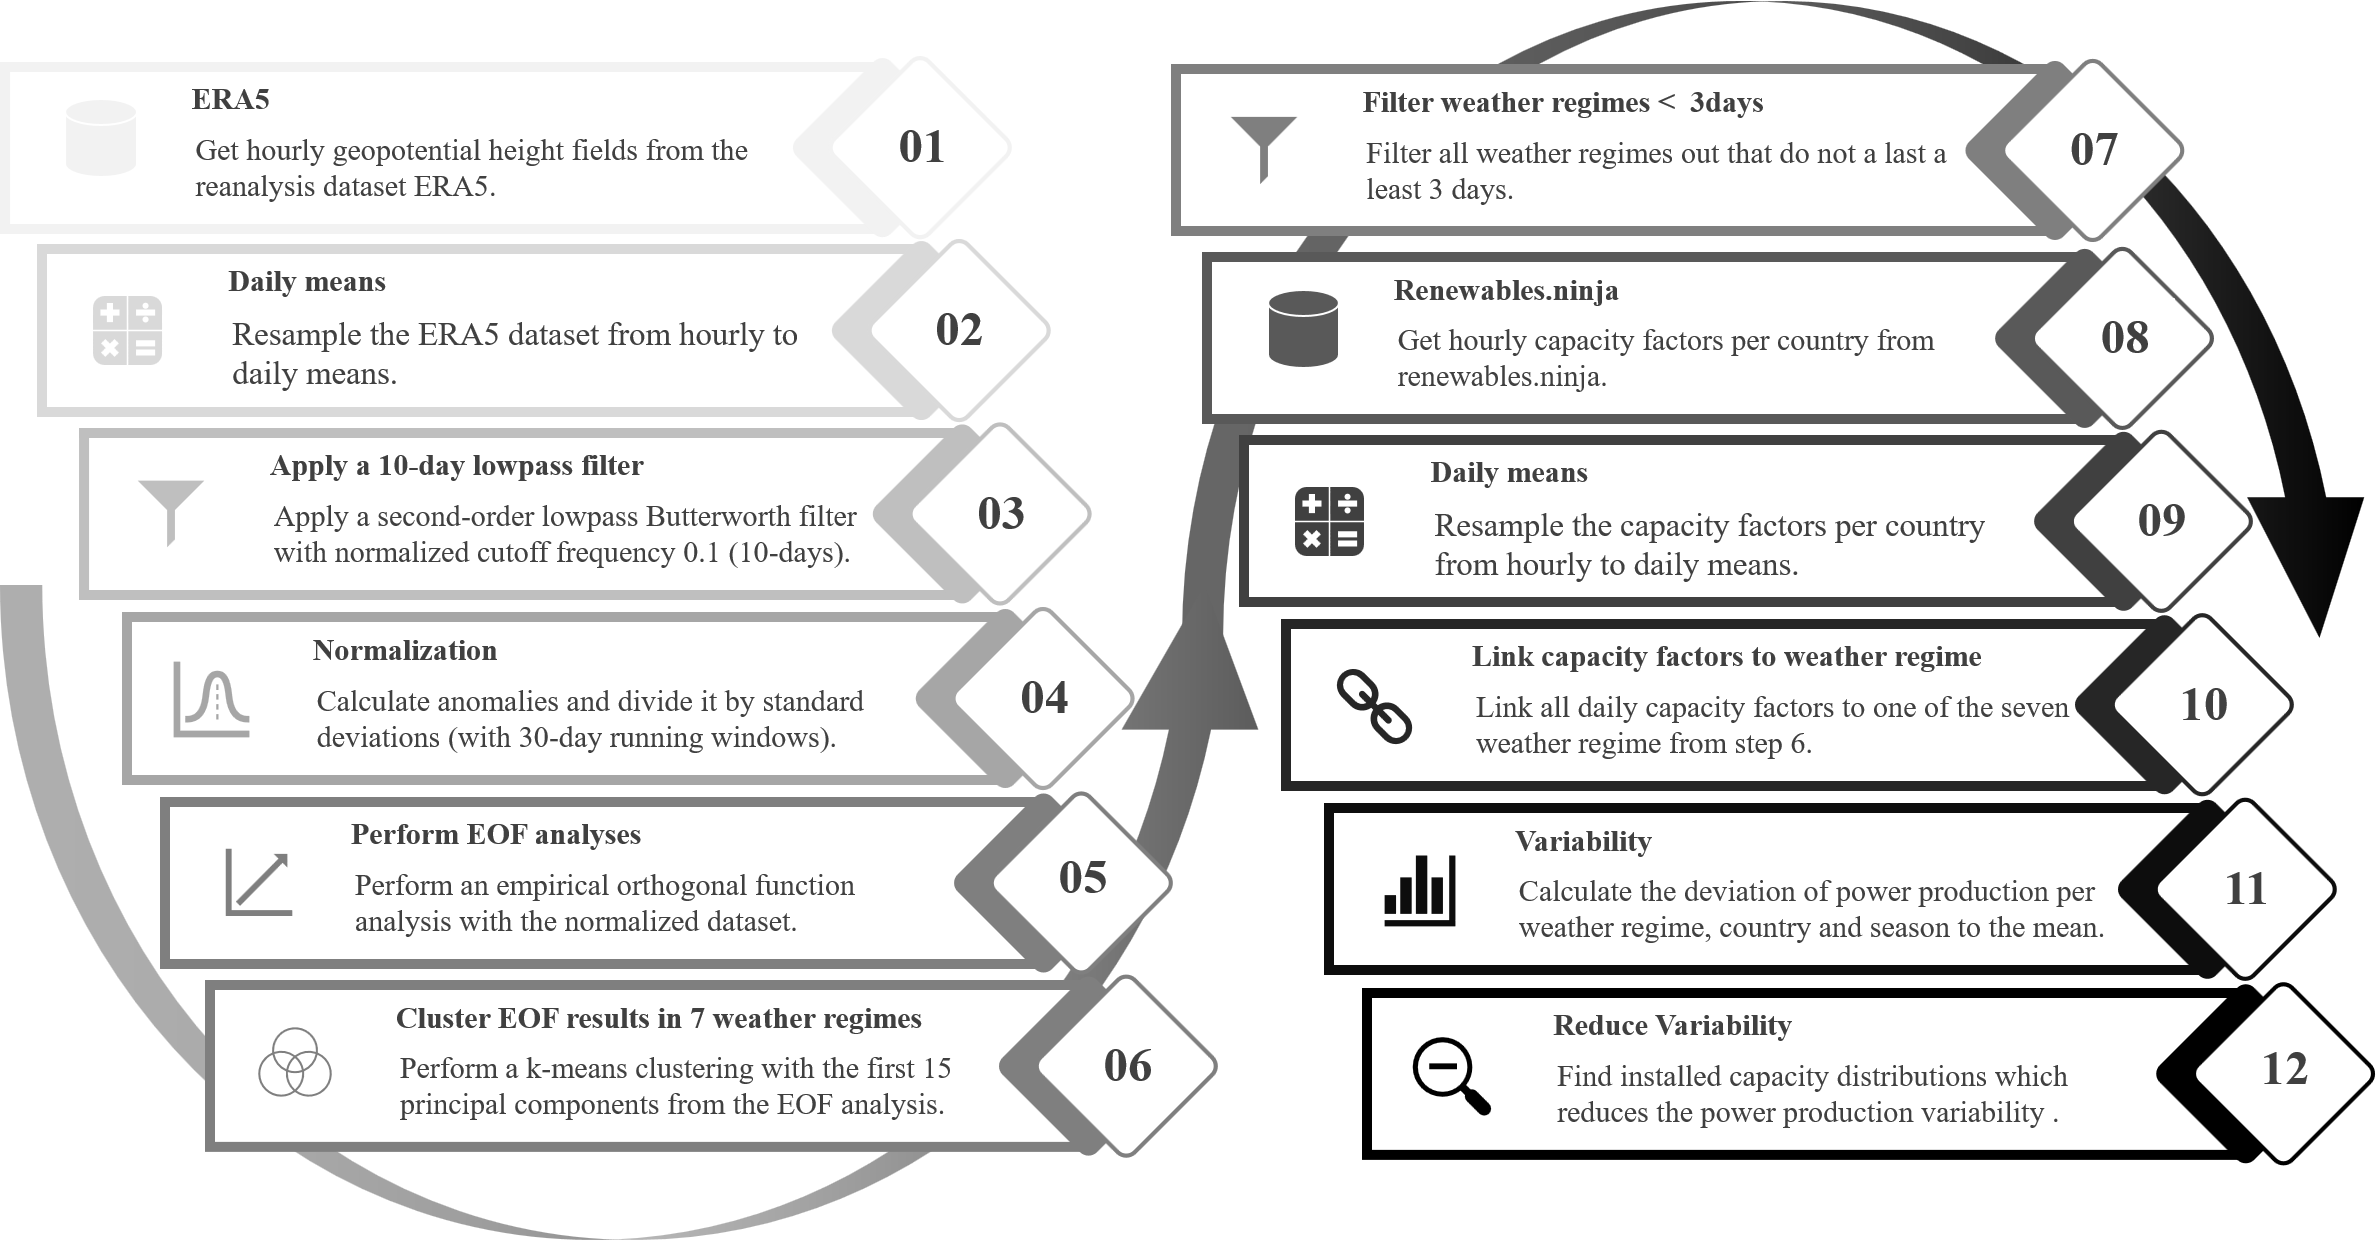 ERA5
Get hourly geopotential height fields from the
reanalysis dataset ERA5.
01
Daily means
Resample the ERA5 dataset from hourly to
daily means.
02
Apply a 10-day lowpass filter
Apply a second-order lowpass Butterworth filter
with normalized cutoff frequency 0.1 (10-days).
03
Normalization
Calculate anomalies and divide it by standard
deviations (with 30-day running windows).
04
Perform EOF analyses
Perform an empirical orthogonal function
analysis with the normalized dataset.
05
Cluster EOF results in 7 weather regimes
Perform a k-means clustering with the first 15
principal components from the EOF analysis.
06
Filter weather regimes < 3days
Filter all weather regimes out that do not a last a
least 3 days.
07
Renewables.ninja
Get hourly capacity factors per country from
renewables.ninja.
08
Daily means
Resample the capacity factors per country
from hourly to daily means.
09
Link capacity factors to weather regime
Link all daily capacity factors to one of the seven
weather regime from step 6.
10
Variability
Calculate the deviation of power production per
weather regime, country and season to the mean.
11
Reduce Variability
Find installed capacity distributions which
reduces the power production variability .
12